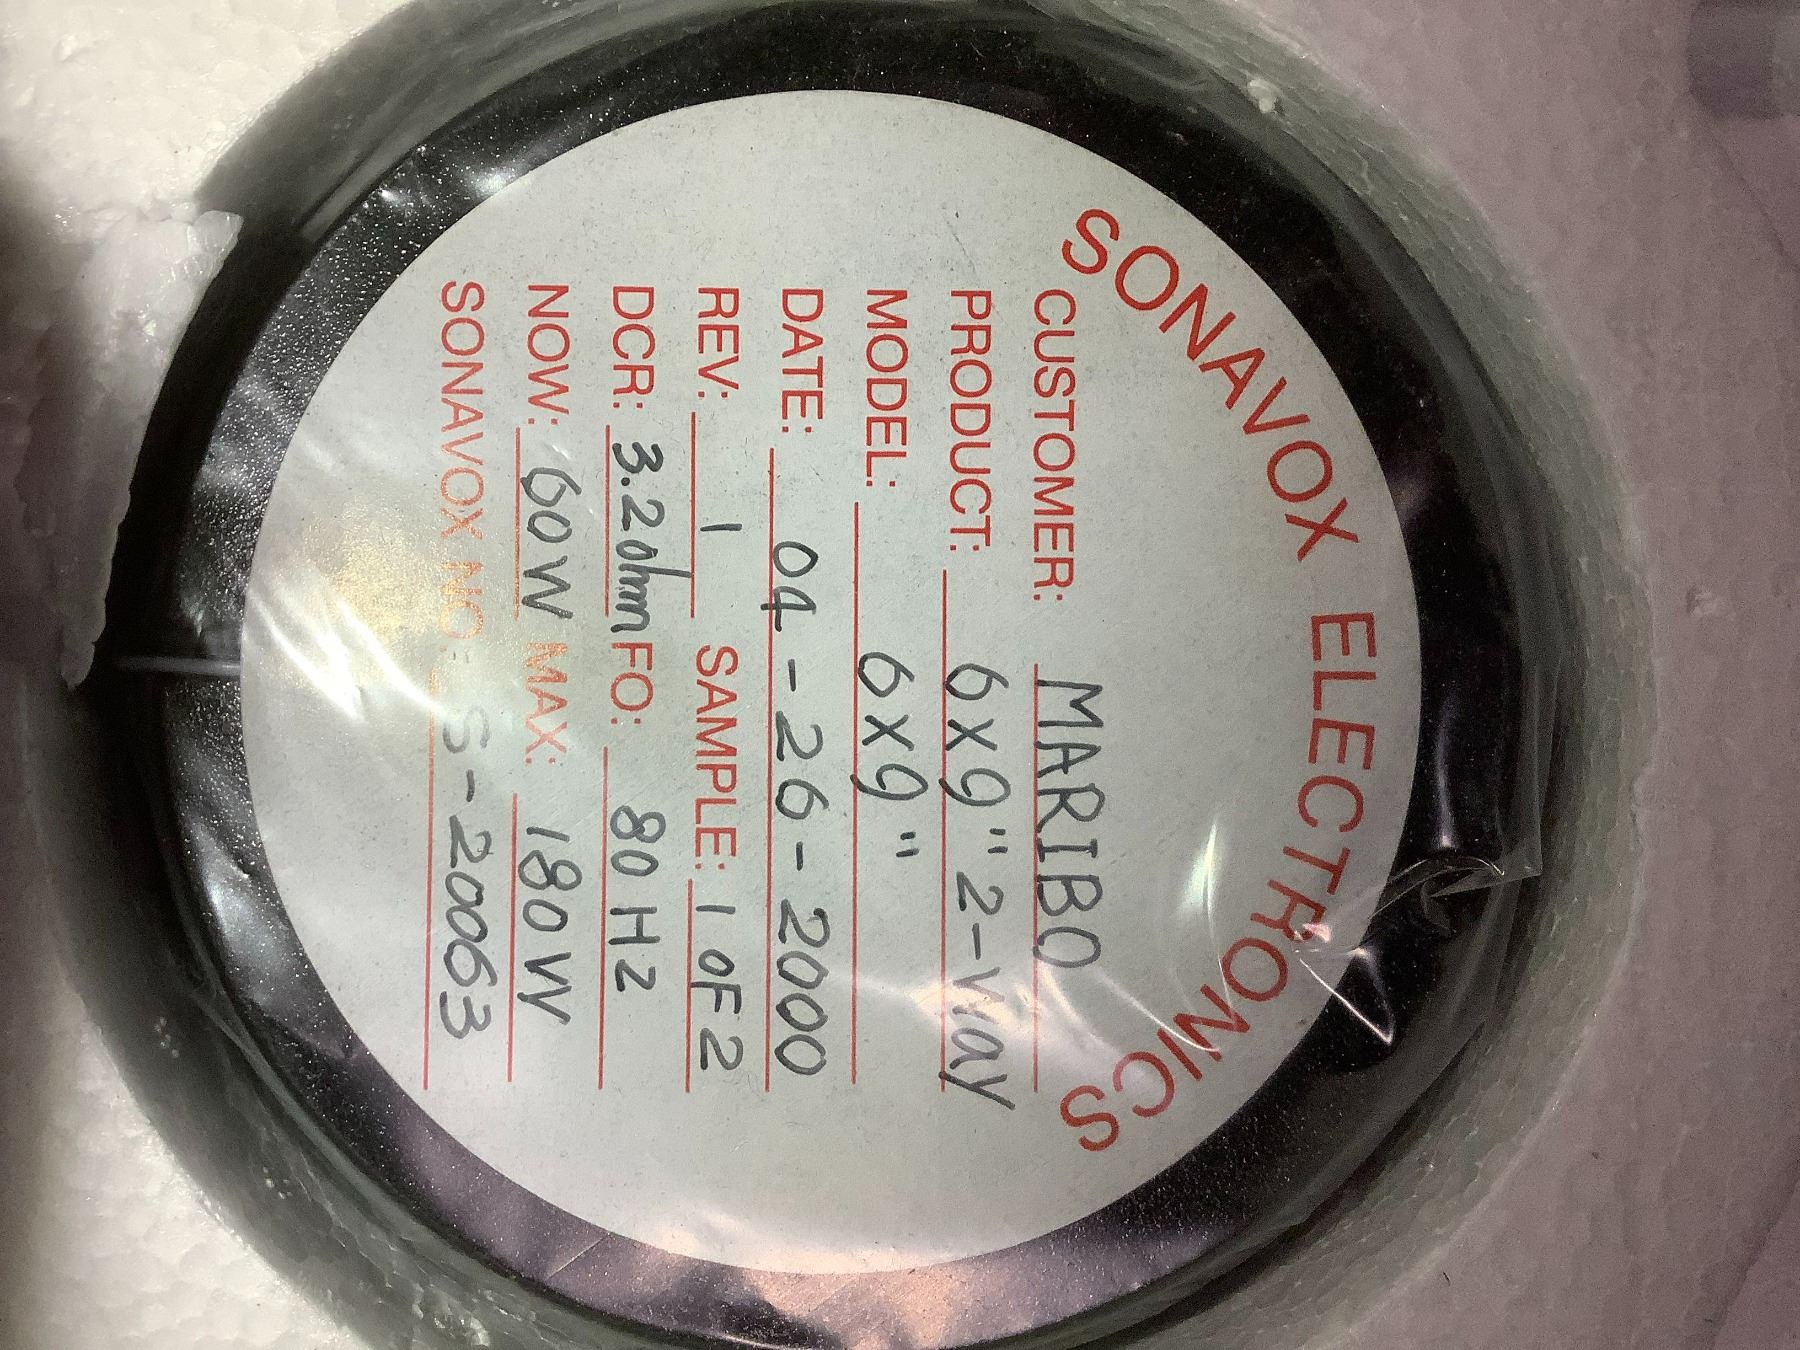 SONAVOX ELECTRONICS
CUSTOMER: MARIBO
PRODUCT: 6x9" 2-Way
MODEL: 6x9"
DATE: 04-26-2000
REV: 1 SAMPLE: 1 OF 2
DCR: 3.2ohm FO: 80 Hz
NOW: 60W MAX: 180W
SONAVOX NO: S-20063